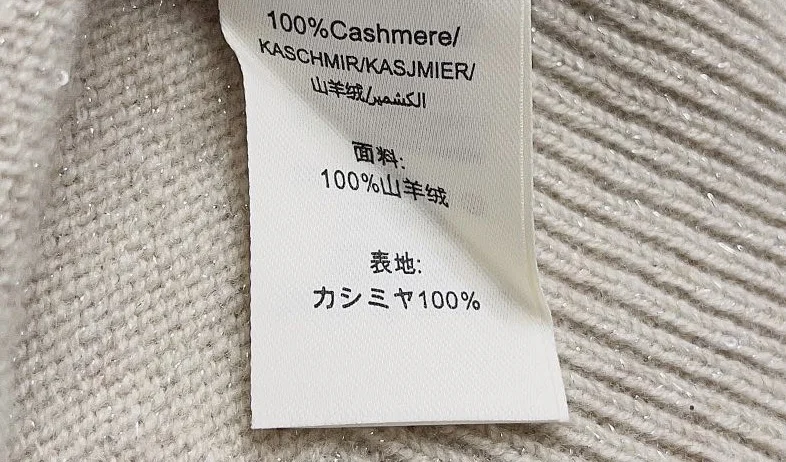 100%Cashmere/
KASCHMIR/KASJMIER/
山羊绒/الكشمير
面料:
100%山羊绒
表地:
カシミヤ100%